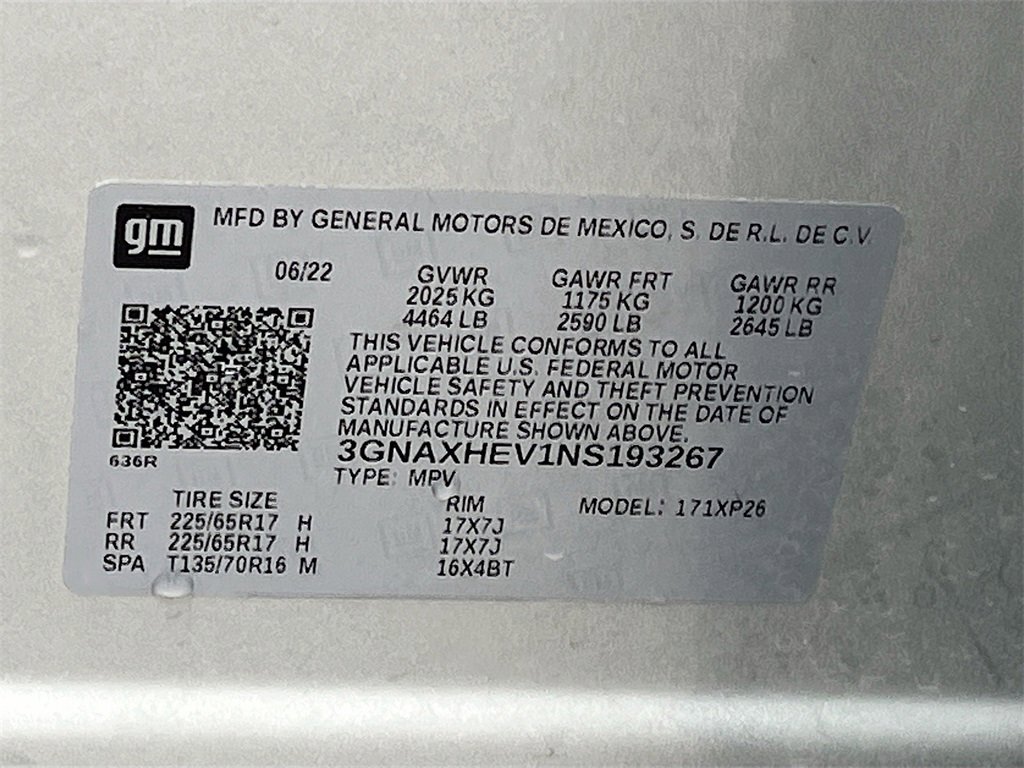 gm MFD BY GENERAL MOTORS DE MEXICO, S. DE R.L. DE C.V.
06/22 GVWR GAWR FRT GAWR RR
2025 KG 1175 KG 1200 KG
4464 LB 2590 LB 2645 LB
THIS VEHICLE CONFORMS TO ALL
APPLICABLE U.S. FEDERAL MOTOR
VEHICLE SAFETY AND THEFT PREVENTION
STANDARDS IN EFFECT ON THE DATE OF
MANUFACTURE SHOWN ABOVE.
3GNAXHEV1NS193267
636R
TYPE: MPV
TIRE SIZE RIM MODEL: 171XP26
FRT 225/65R17 H 17X7J
RR 225/65R17 H 17X7J
SPA T135/70R16 M 16X4BT